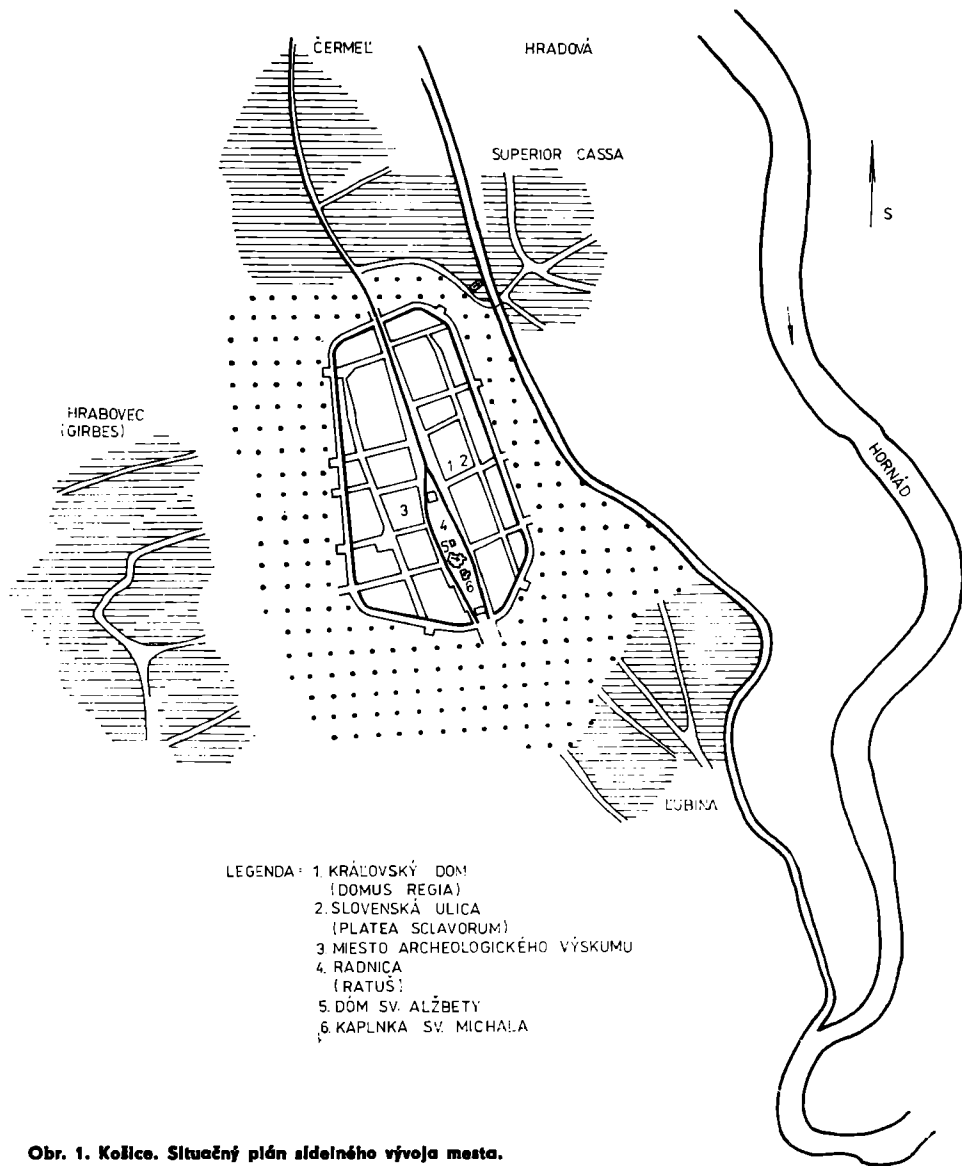 ČERMEĽ
HRADOVÁ
SUPERIOR CASSA
S
HRABOVEC
(GIRBES)
HORNÁD
1 2
3
4
5
6
ĽUBINA
LEGENDA: 1. KRÁĽOVSKÝ DOM
(DOMUS REGIA)
2. SLOVENSKÁ ULICA
(PLATEA SCLAVORUM)
3 MIESTO ARCHEOLOGICKÉHO VÝSKUMU
4. RADNICA
(RATUŠ)
5. DÓM SV. ALŽBETY
6. KAPLNKA SV. MICHALA
Obr. 1. Košice. Situačný plán sídelného vývoja mesta.